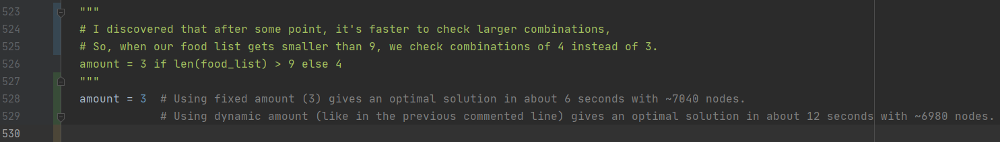 523 """
524 # I discovered that after some point, it's faster to check larger combinations,
525 # So, when our food list gets smaller than 9, we check combinations of 4 instead of 3.
526 amount = 3 if len(food_list) > 9 else 4
527 """
528 amount = 3  # Using fixed amount (3) gives an optimal solution in about 6 seconds with ~7040 nodes.
529 # Using dynamic amount (like in the previous commented line) gives an optimal solution in about 12 seconds with ~6980 nodes.
530